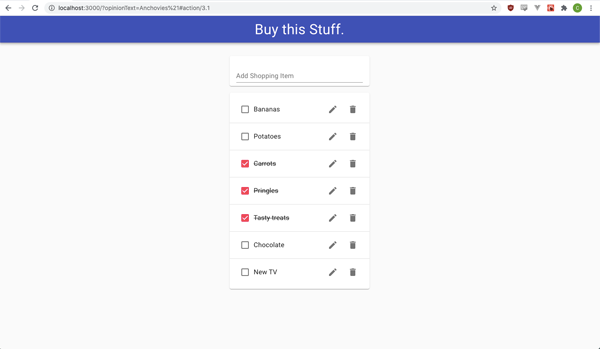 localhost:3000/?opinionText=Anchovies%21#action/3.1
Buy this Stuff.
Add Shopping Item
Bananas
Potatoes
Carrots
Pringles
Tasty treats
Chocolate
New TV